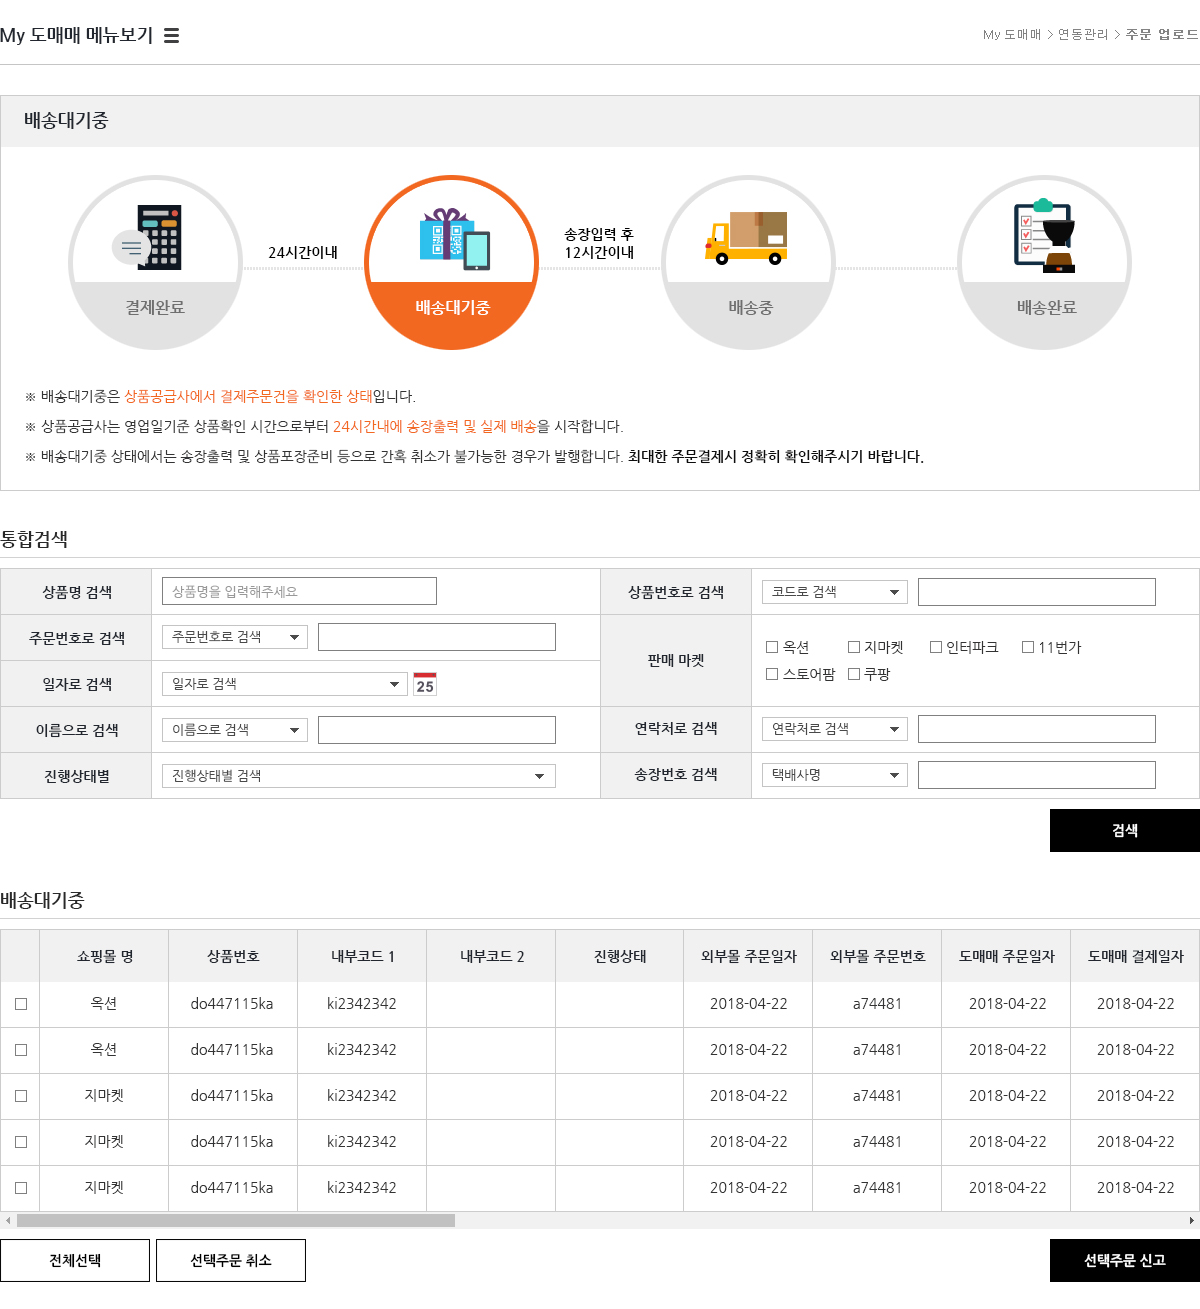 My 도매매 메뉴보기
My 도매매 > 연동관리 > 주문 업로드
배송대기중
24시간이내
송장입력 후
12시간이내
결제완료
배송대기중
배송중
배송완료
※ 배송대기중은 상품공급사에서 결제주문건을 확인한 상태입니다.
※ 상품공급사는 영업일기준 상품확인 시간으로부터 24시간내에 송장출력 및 실제 배송을 시작합니다.
※ 배송대기중 상태에서는 송장출력 및 상품포장준비 등으로 간혹 취소가 불가능한 경우가 발행합니다. 최대한 주문결제시 정확히 확인해주시기 바랍니다.
통합검색
상품명 검색 상품명을 입력해주세요 상품번호로 검색 코드로 검색
주문번호로 검색 주문번호로 검색
판매 마켓 옥션 지마켓 인터파크 11번가
스토어팜 쿠팡
일자로 검색 일자로 검색 25
이름으로 검색 이름으로 검색 연락처로 검색 연락처로 검색
진행상태별 진행상태별 검색 송장번호 검색 택배사명
검색
배송대기중
쇼핑몰 명 상품번호 내부코드 1 내부코드 2 진행상태 외부몰 주문일자 외부몰 주문번호 도매매 주문일자 도매매 결제일자
옥션 do447115ka ki2342342 2018-04-22 a74481 2018-04-22 2018-04-22
옥션 do447115ka ki2342342 2018-04-22 a74481 2018-04-22 2018-04-22
지마켓 do447115ka ki2342342 2018-04-22 a74481 2018-04-22 2018-04-22
지마켓 do447115ka ki2342342 2018-04-22 a74481 2018-04-22 2018-04-22
지마켓 do447115ka ki2342342 2018-04-22 a74481 2018-04-22 2018-04-22
전체선택 선택주문 취소 선택주문 신고